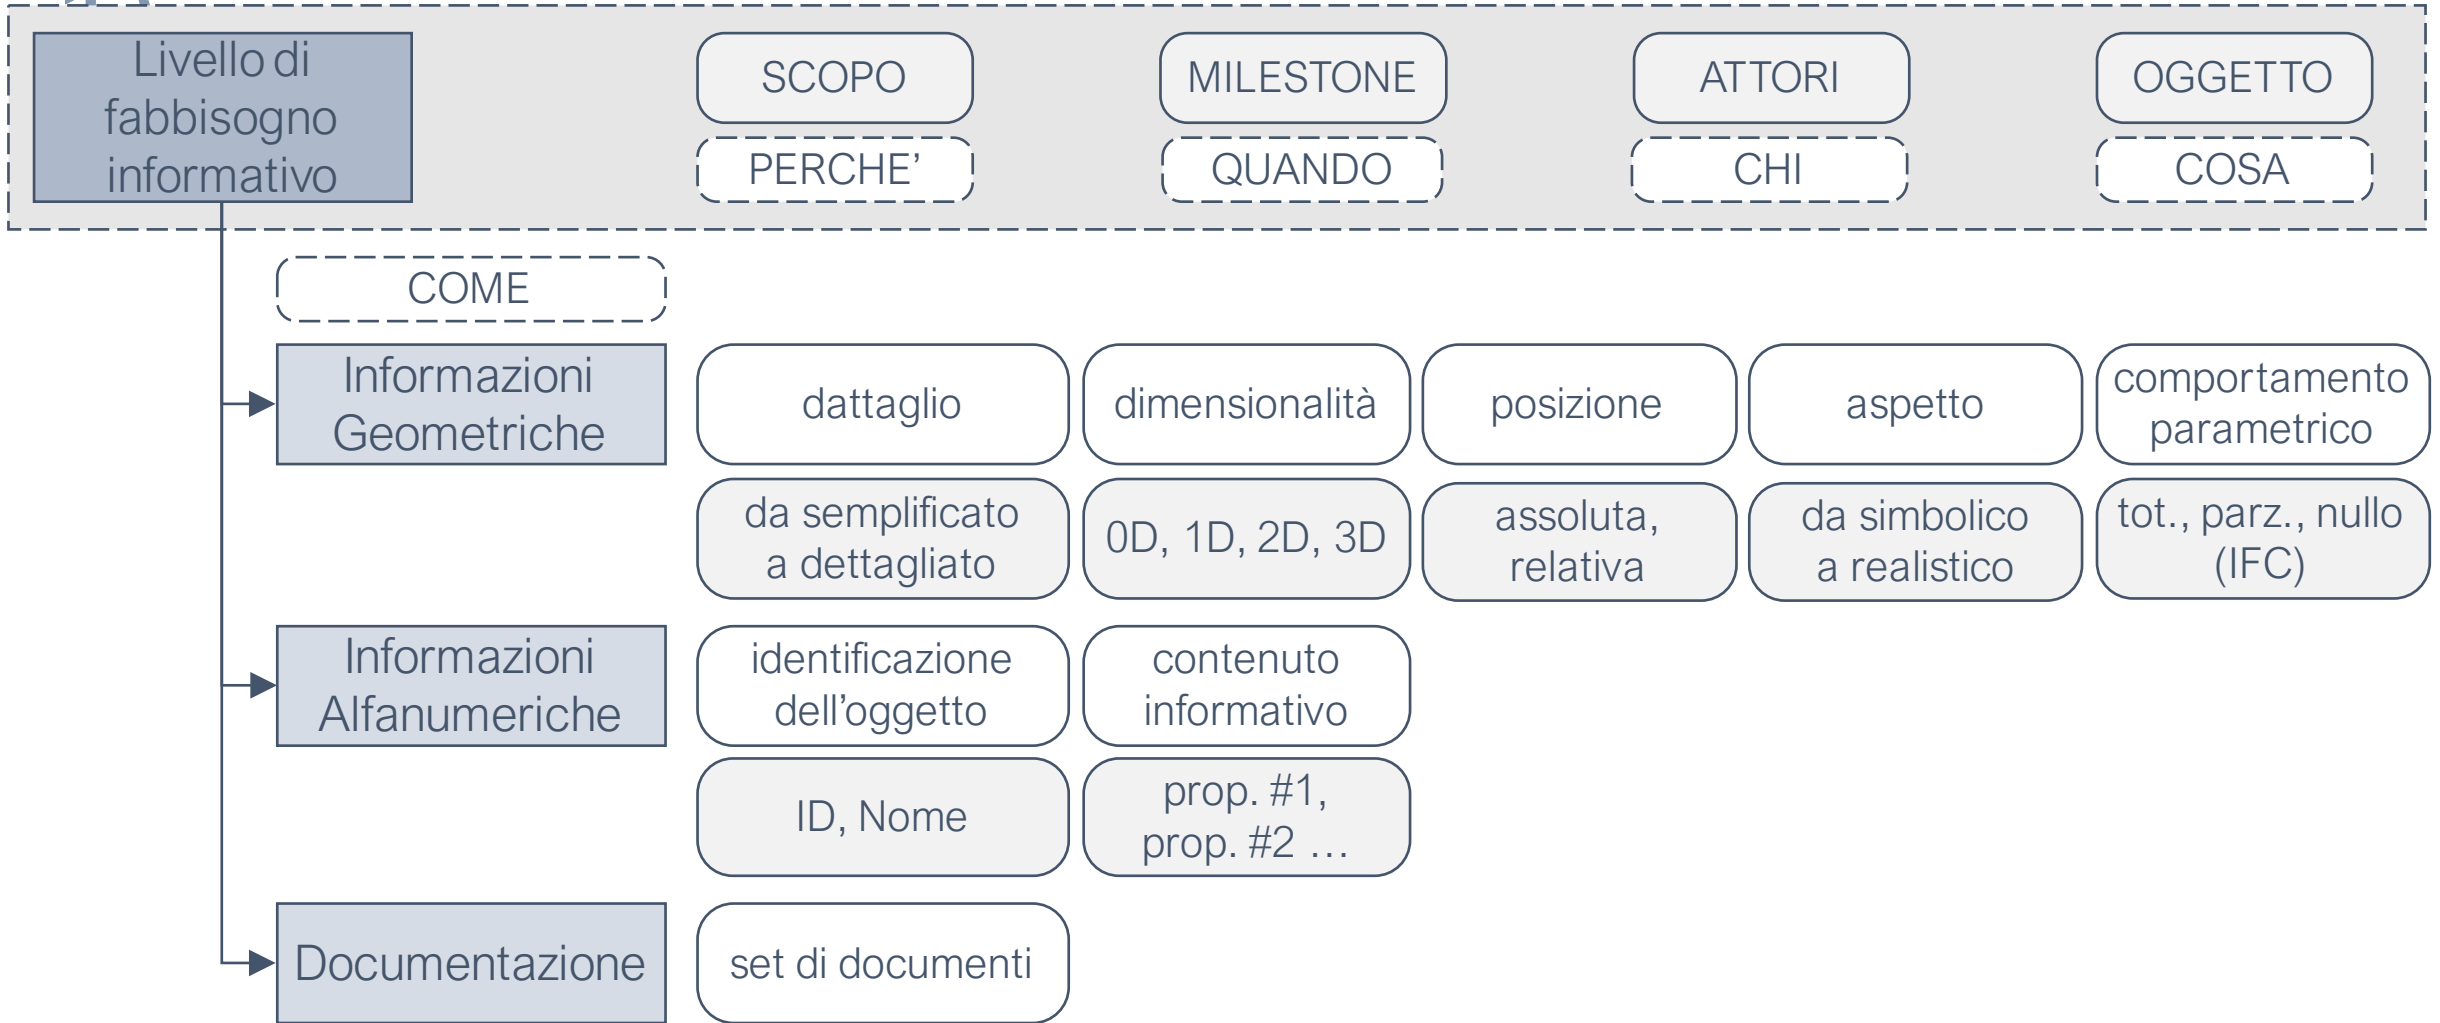 Livello di
fabbisogno
informativo
SCOPO
MILESTONE
ATTORI
OGGETTO
PERCHE'
QUANDO
CHI
COSA
COME
Informazioni
Geometriche
dattaglio
dimensionalità
posizione
aspetto
comportamento
parametrico
da semplificato
a dettagliato
0D, 1D, 2D, 3D
assoluta,
relativa
da simbolico
a realistico
tot., parz., nullo
(IFC)
Informazioni
Alfanumeriche
identificazione
dell'oggetto
contenuto
informativo
ID, Nome
prop. #1,
prop. #2 ...
Documentazione
set di documenti